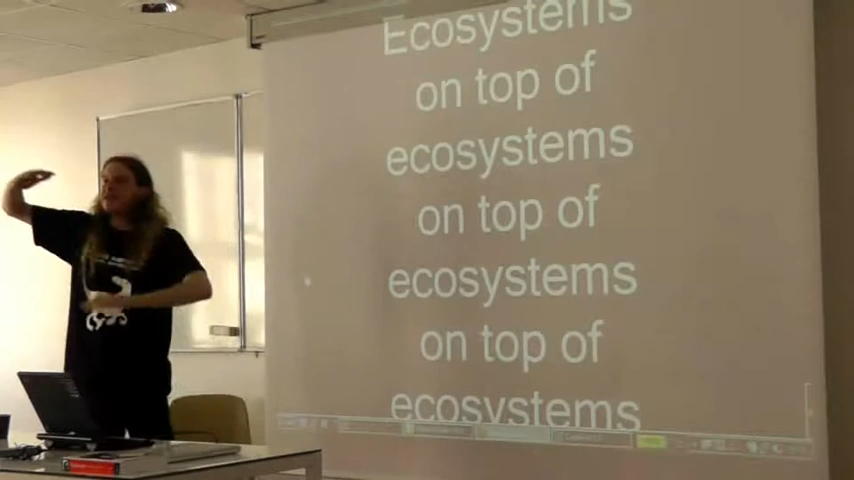 Ecosystems
on top of
ecosystems
on top of
ecosystems
on top of
ecosystems